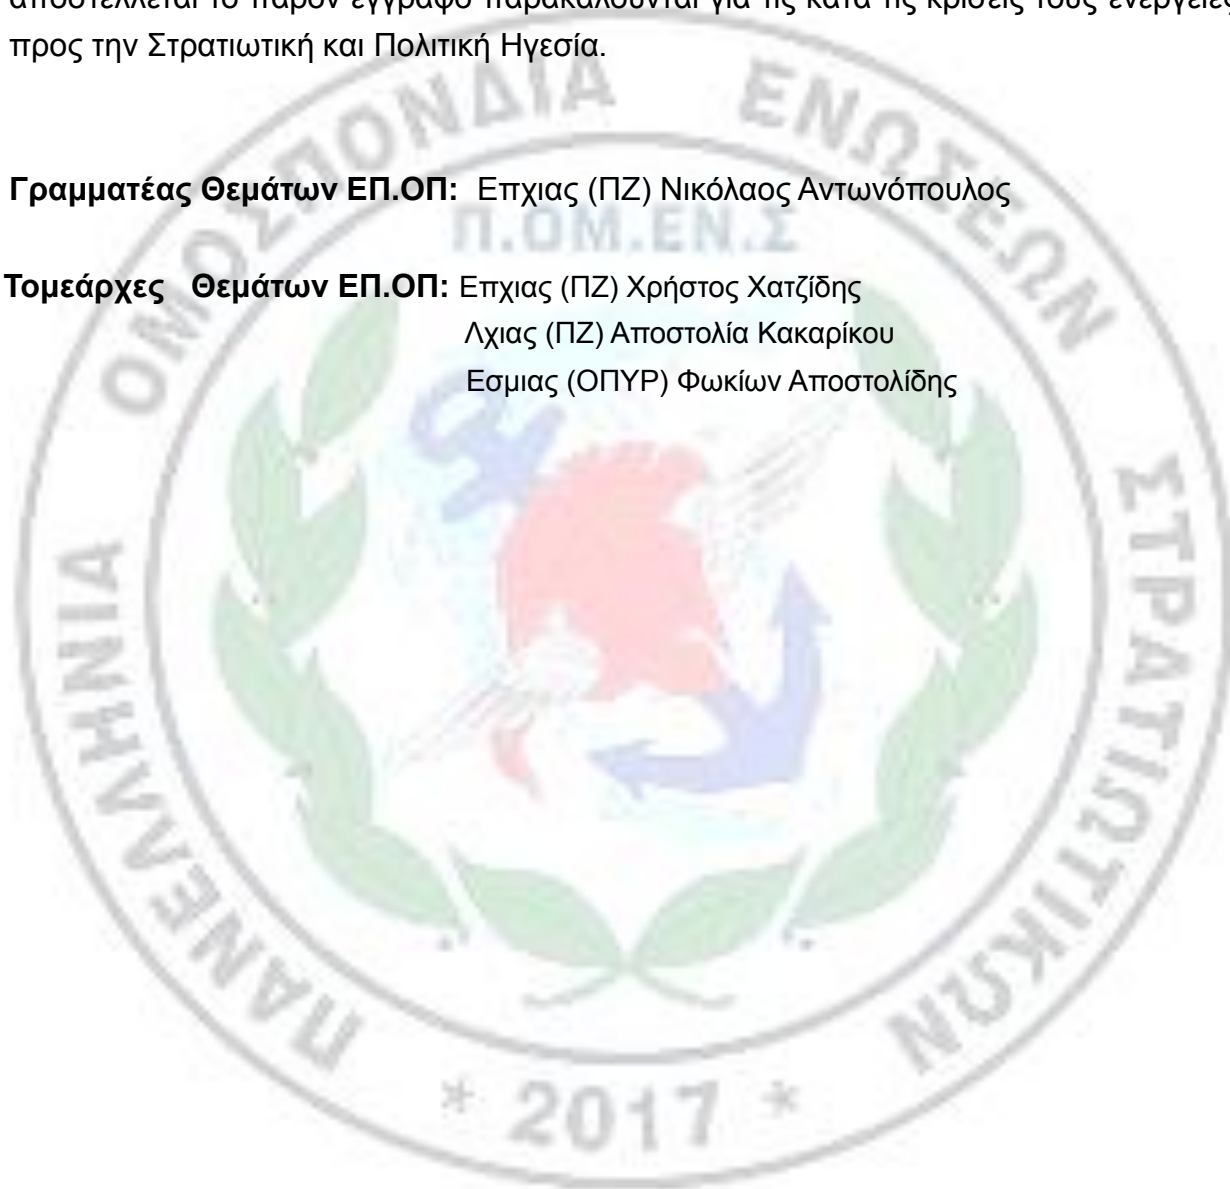 αποστέλλεται το παρόν έγγραφο παρακαλούνται για τις κατά τις κρίσεις τους ενέργειες
προς την Στρατιωτική και Πολιτική Ηγεσία.
Γραμματέας Θεμάτων ΕΠ.ΟΠ: Επχιας (ΠΖ) Νικόλαος Αντωνόπουλος
Τομεάρχες Θεμάτων ΕΠ.ΟΠ: Επχιας (ΠΖ) Χρήστος Χατζίδης
Λχιας (ΠΖ) Αποστολία Κακαρίκου
Εσμιας (ΟΠΥΡ) Φωκίων Αποστολίδης
ΠΑΝΕΛΛΗΝΙΑ ΟΜΟΣΠΟΝΔΙΑ ΕΝΩΣΕΩΝ ΣΤΡΑΤΙΩΤΙΚΩΝ
Π.ΟΜ.ΕΝ.Σ
* 2017 *